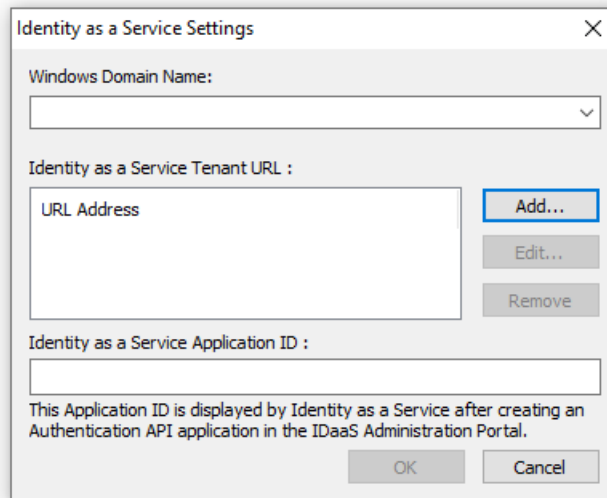 Identity as a Service Settings
Windows Domain Name:
Identity as a Service Tenant URL :
URL Address
Add...
Edit...
Remove
Identity as a Service Application ID :
This Application ID is displayed by Identity as a Service after creating an
Authentication API application in the IDaaS Administration Portal.
OK
Cancel